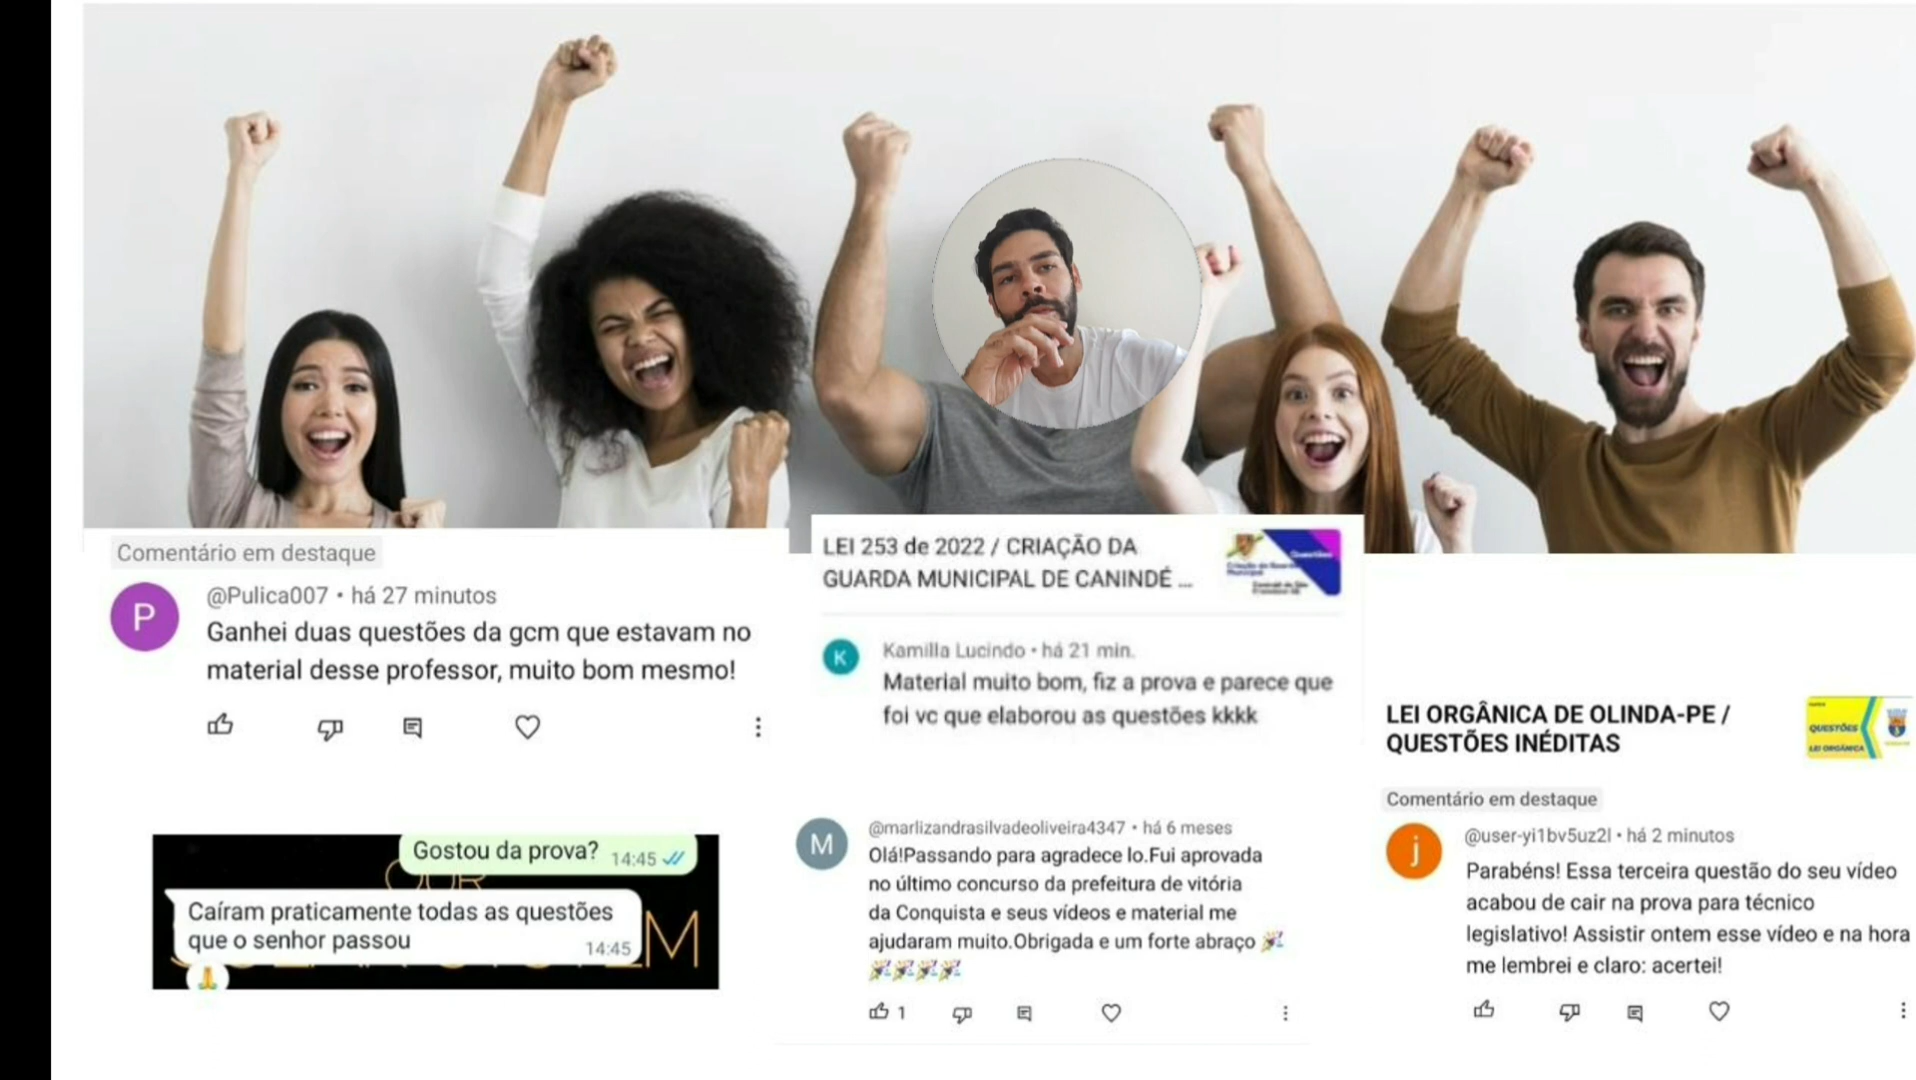 Comentário em destaque
P
@Pulica007 • há 27 minutos
Ganhei duas questões da gcm que estavam no
material desse professor, muito bom mesmo!
Gostou da prova? 14:45
Caíram praticamente todas as questões
que o senhor passou 14:45
M
LEI 253 de 2022 / CRIAÇÃO DA
GUARDA MUNICIPAL DE CANINDÉ ...
Questões
K
Kamilla Lucindo • há 21 min.
Material muito bom, fiz a prova e parece que
foi vc que elaborou as questões kkkk
M
@marlizandrasilvadeoliveira4347 • há 6 meses
Olá!Passando para agradece lo.Fui aprovada
no último concurso da prefeitura de vitória
da Conquista e seus vídeos e material me
ajudaram muito.Obrigada e um forte abraço 🎉
🎉🎉🎉🎉
1
LEI ORGÂNICA DE OLINDA-PE /
QUESTÕES INÉDITAS
QUESTÕES
LEI ORGÂNICA
Comentário em destaque
j
@user-yi1bv5uz2l • há 2 minutos
Parabéns! Essa terceira questão do seu vídeo
acabou de cair na prova para técnico
legislativo! Assistir ontem esse vídeo e na hora
me lembrei e claro: acertei!